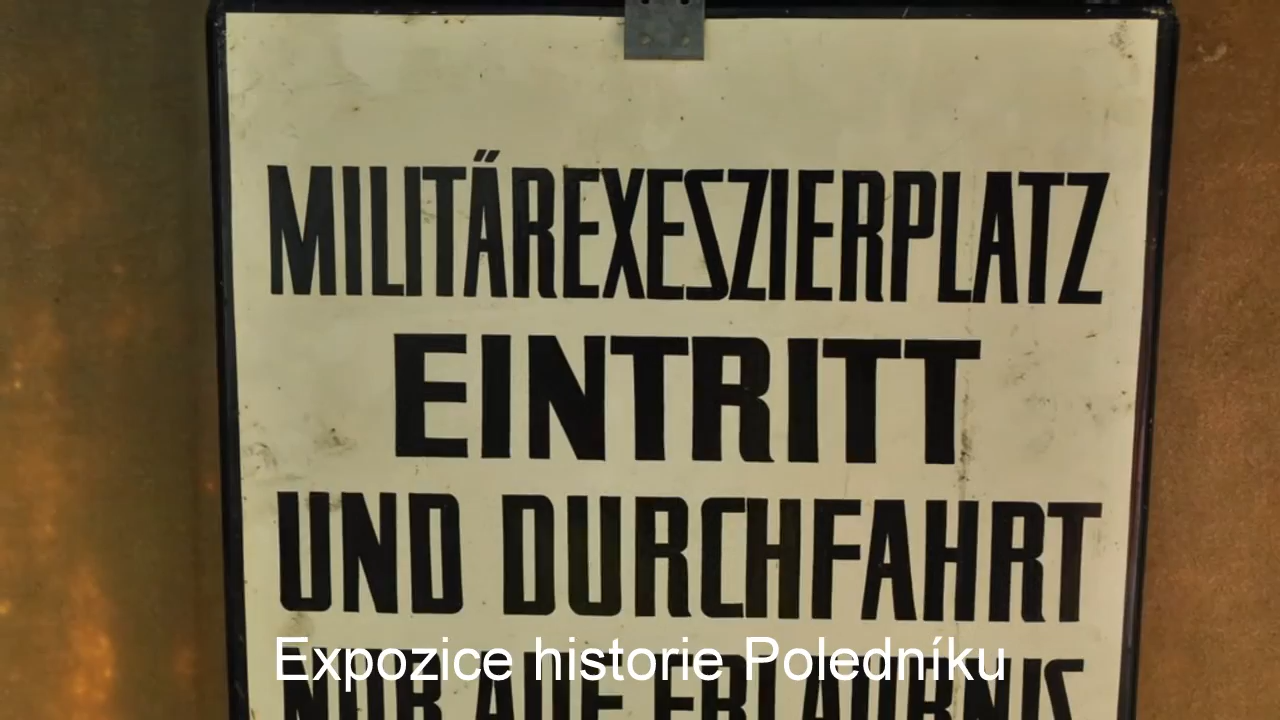 MILITÄREXESZIERPLATZ
EINTRITT
UND DURCHFAHRT
NUR AUF ERLAUBNIS
Expozice historie Poledníku